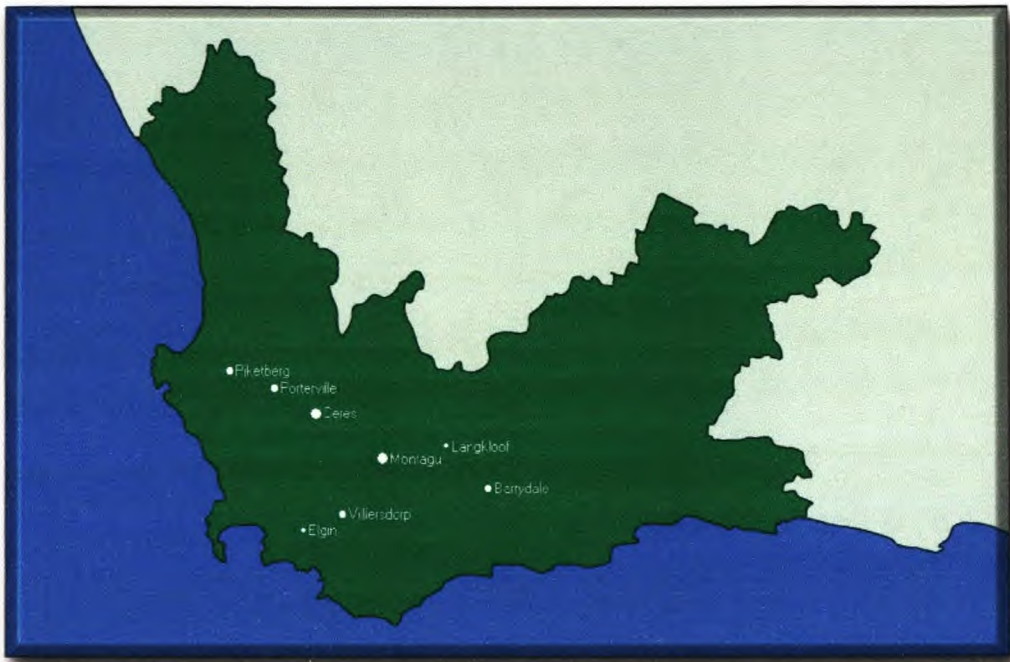 Piketberg
Porterville
Ceres
Langkloof
Montagu
Barrydale
Villiersdorp
Elgin